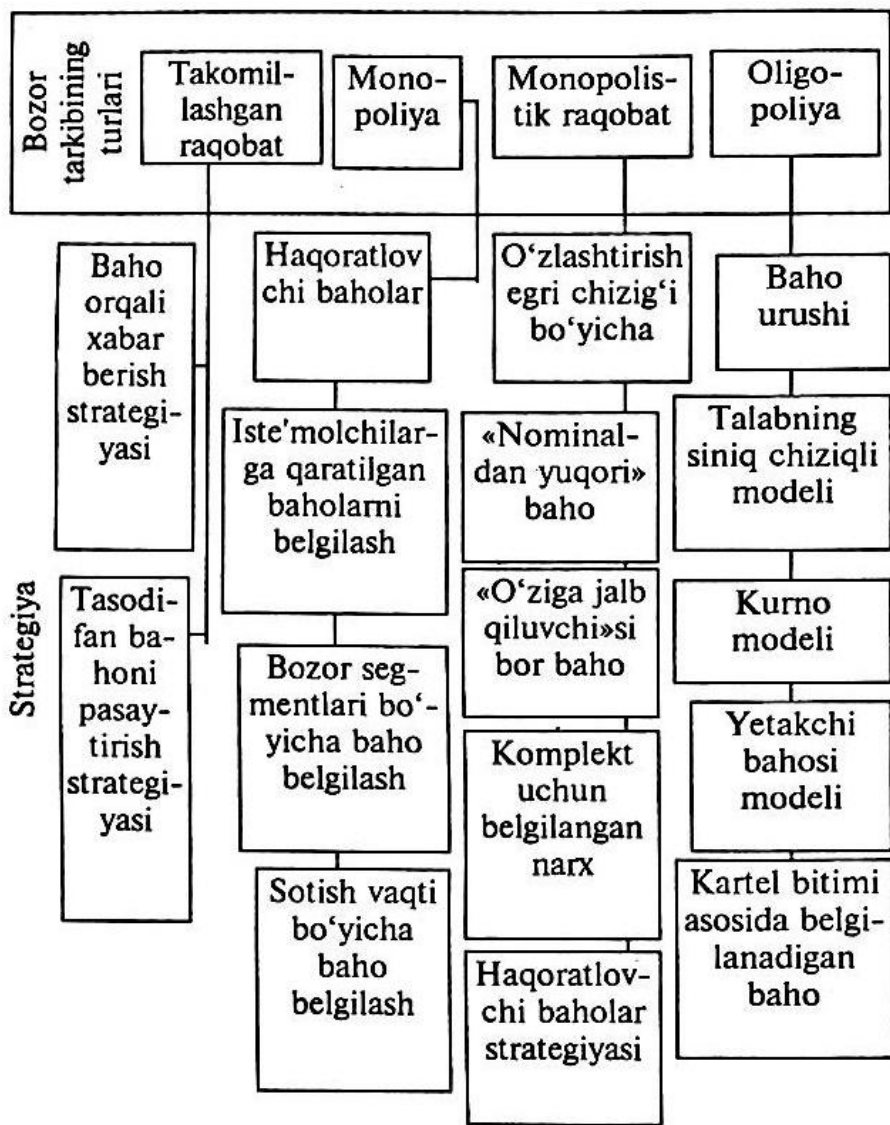 Bozor
tarkibining
turlari
Takomil-
lashgan
raqobat
Mono-
poliya
Monopolis-
tik raqobat
Oligo-
poliya
Strategiya
Baho
orqali
xabar
berish
strategi-
yasi
Tasodi-
fan ba-
honi
pasay-
tirish
strategi-
yasi
Haqoratlov
chi baholar
Iste'molchilar-
ga qaratilgan
baholarni
belgilash
Bozor seg-
mentlari bo‘-
yicha baho
belgilash
Sotish vaqti
bo‘yicha
baho
belgilash
O‘zlashtirish
egri chizig‘i
bo‘yicha
«Nominal-
dan yuqori»
baho
«O‘ziga jalb
qiluvchi»si
bor baho
Komplekt
uchun
belgilangan
narx
Haqoratlov-
chi baholar
strategiyasi
Baho
urushi
Talabning
siniq chiziqli
modeli
Kurno
modeli
Yetakchi
bahosi
modeli
Kartel bitimi
asosida belgi-
lanadigan
baho